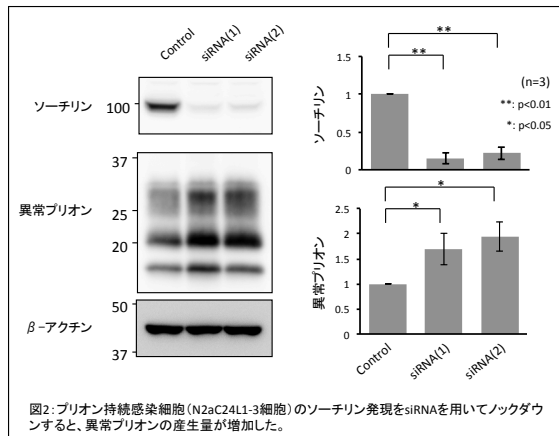 Control
siRNA(1)
siRNA(2)
ソーチリン
100
異常プリオン
37
25
20
β-アクチン
50
37
**
**
(n=3)
**: p<0.01
*: p<0.05
ソーチリン
1.5
1
0.5
0
*
*
異常プリオン
2.5
2
1.5
1
0.5
0
Control
siRNA(1)
siRNA(2)
図2:プリオン持続感染細胞(N2aC24L1-3細胞)のソーチリン発現をsiRNAを用いてノックダウ
ンすると、異常プリオンの産生量が増加した。